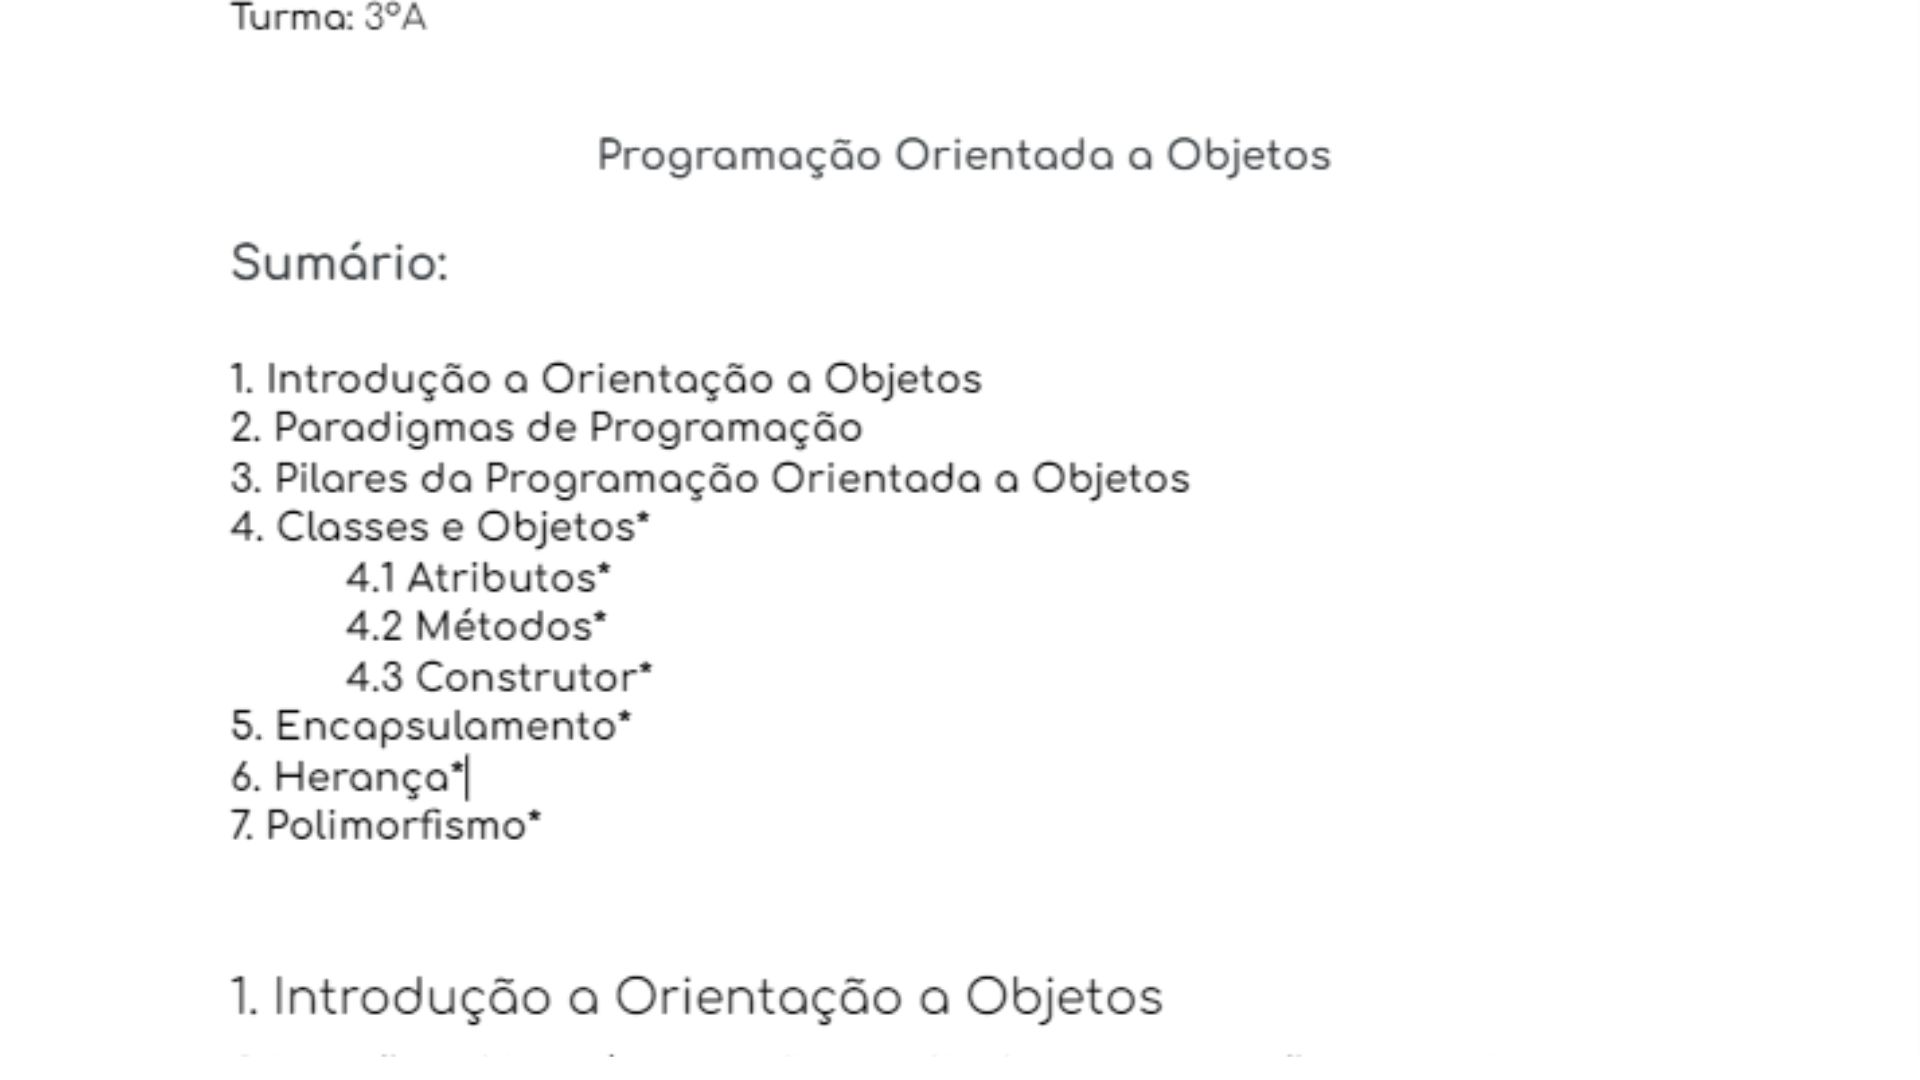 Turma: 3°A
Programação Orientada a Objetos
Sumário:
1. Introdução a Orientação a Objetos
2. Paradigmas de Programação
3. Pilares da Programação Orientada a Objetos
4. Classes e Objetos*
4.1 Atributos*
4.2 Métodos*
4.3 Construtor*
5. Encapsulamento*
6. Herança*
7. Polimorfismo*
1. Introdução a Orientação a Objetos